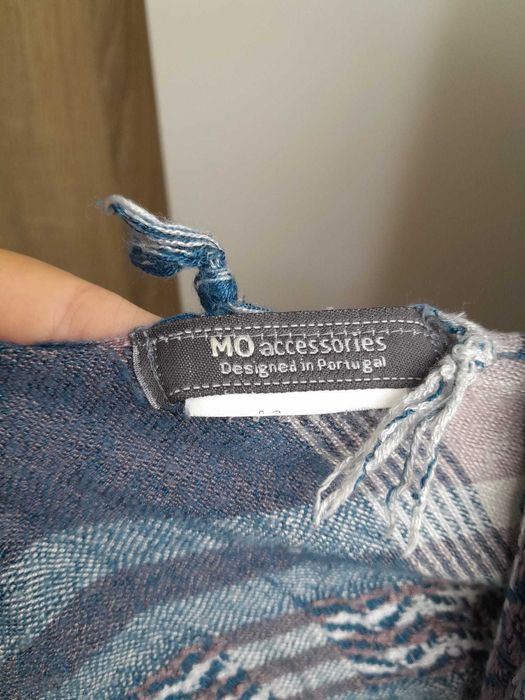 MO accessories
Designed in Portugal